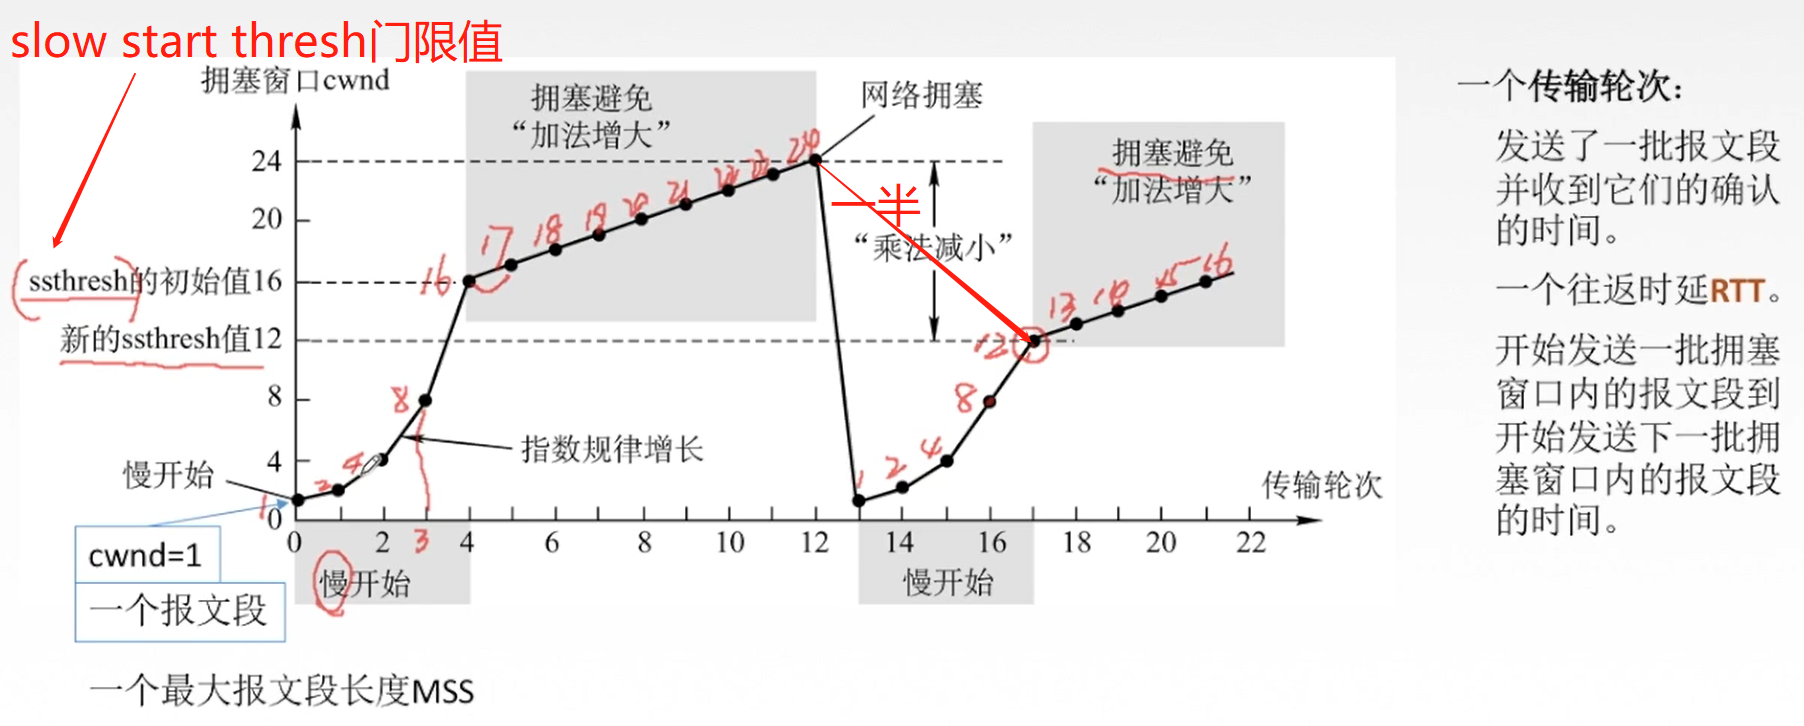 slow start thresh门限值
拥塞窗口cwnd
拥塞避免
“加法增大”
网络拥塞
24
20
ssthresh的初始值16
新的ssthresh值12
8
4
0
慢开始
指数规律增长
16
17
18
19
20
21
22
23
24
一半
“乘法减小”
拥塞避免
“加法增大”
1
2
4
8
1
2
4
8
12
13
14
15
16
传输轮次
0
2
3
4
6
8
10
12
14
16
18
20
22
慢开始
慢开始
cwnd=1
一个报文段
一个最大报文段长度MSS
一个传输轮次：
发送了一批报文段
并收到它们的确认
的时间。
一个往返时延RTT。
开始发送一批拥塞
窗口内的报文段到
开始发送下一批拥
塞窗口内的报文段
的时间。